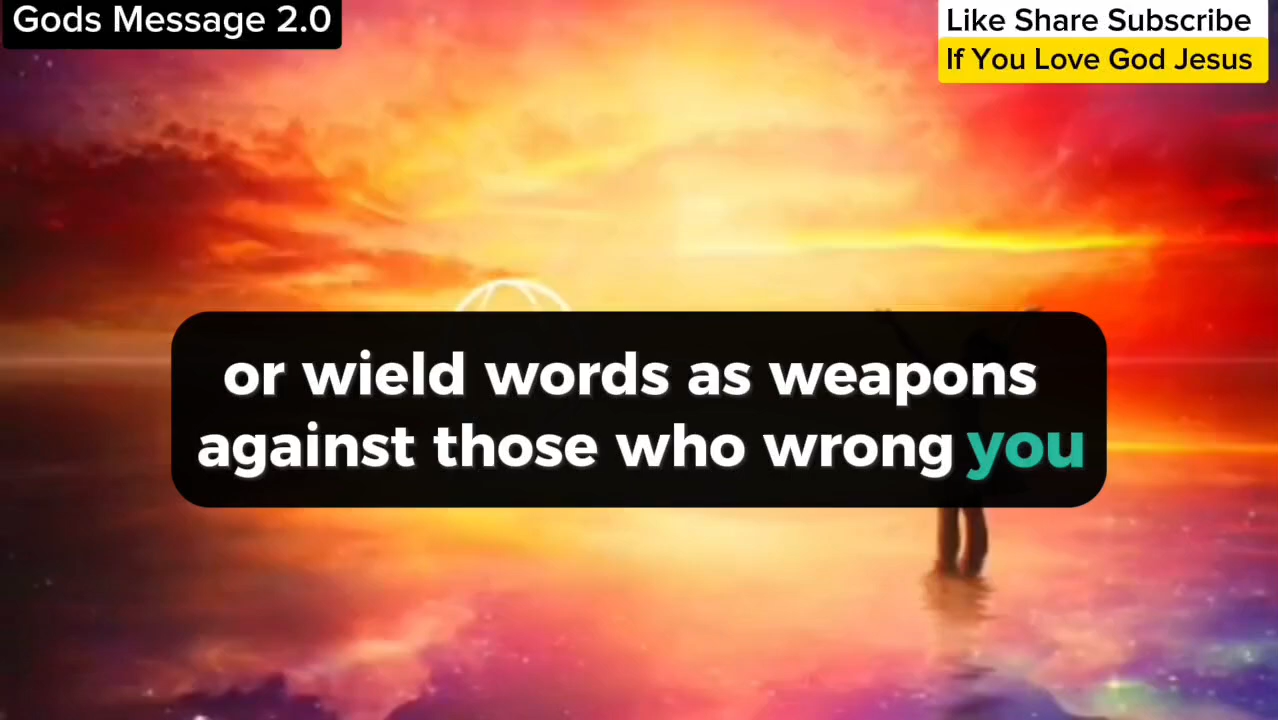 Gods Message 2.0
Like Share Subscribe
If You Love God Jesus
or wield words as weapons
against those who wrong you